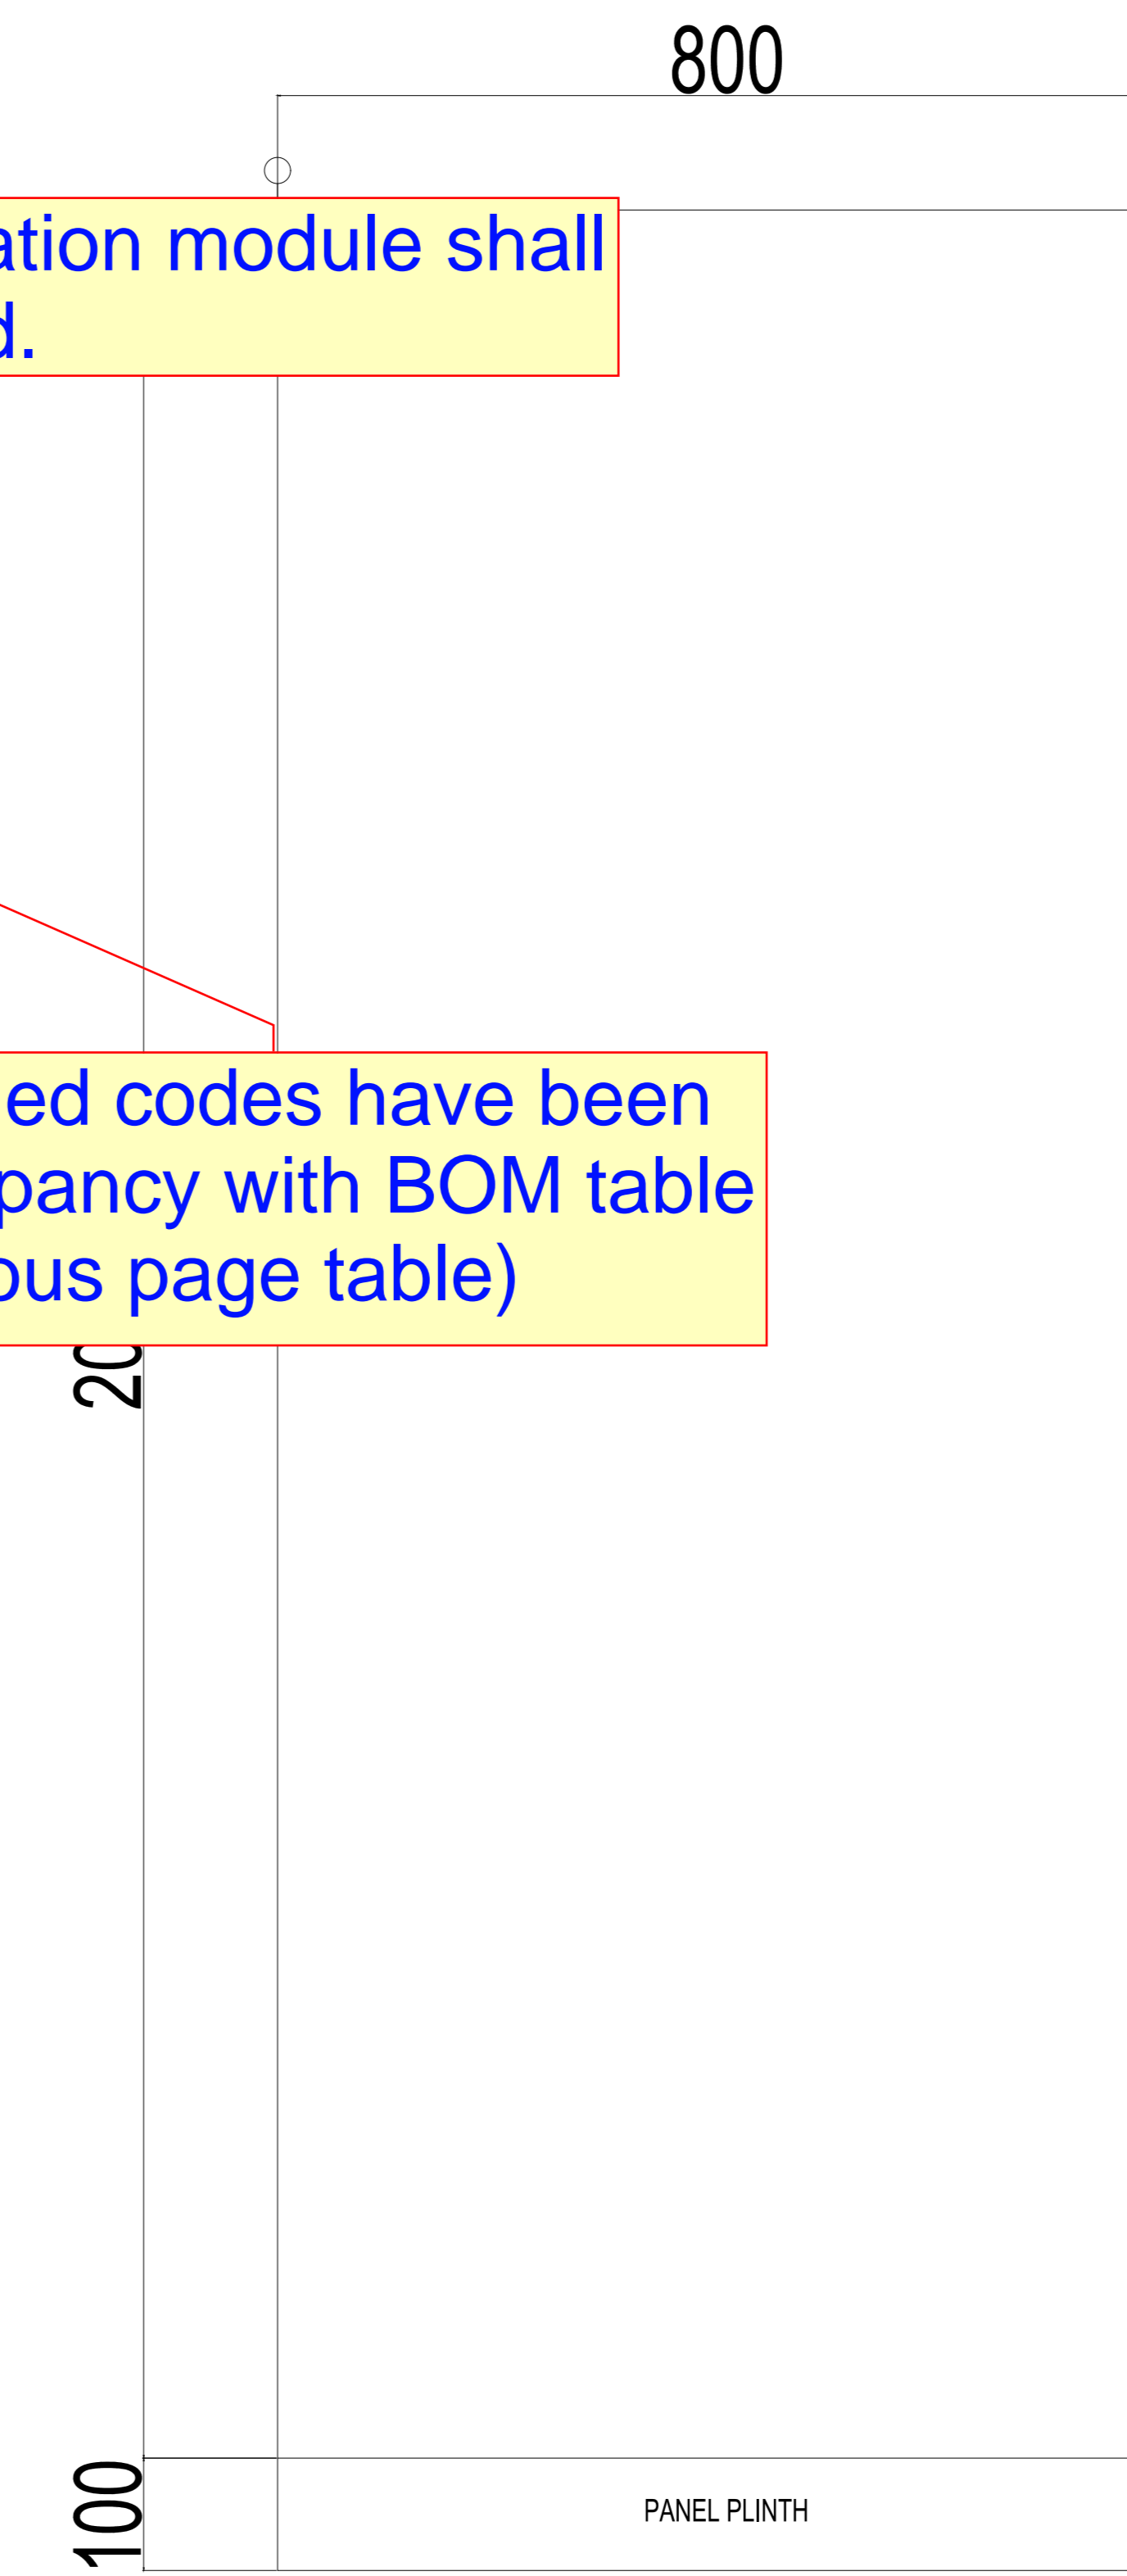 800
ation module shall
d.
ed codes have been
pancy with BOM table
ous page table)
20
100
PANEL PLINTH